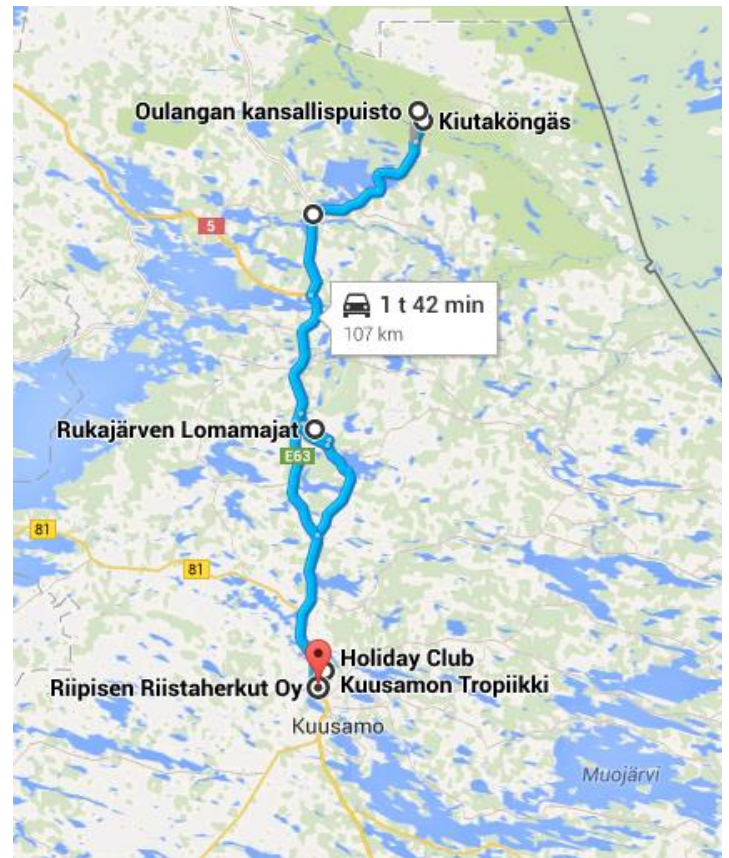 Oulangan kansallispuisto
Kiutaköngäs
5
1 t 42 min
107 km
Rukajärven Lomamajat
E63
81
81
Holiday Club
Kuusamon Tropiikki
Riipisen Riistaherkut Oy
Kuusamo
Muojärvi